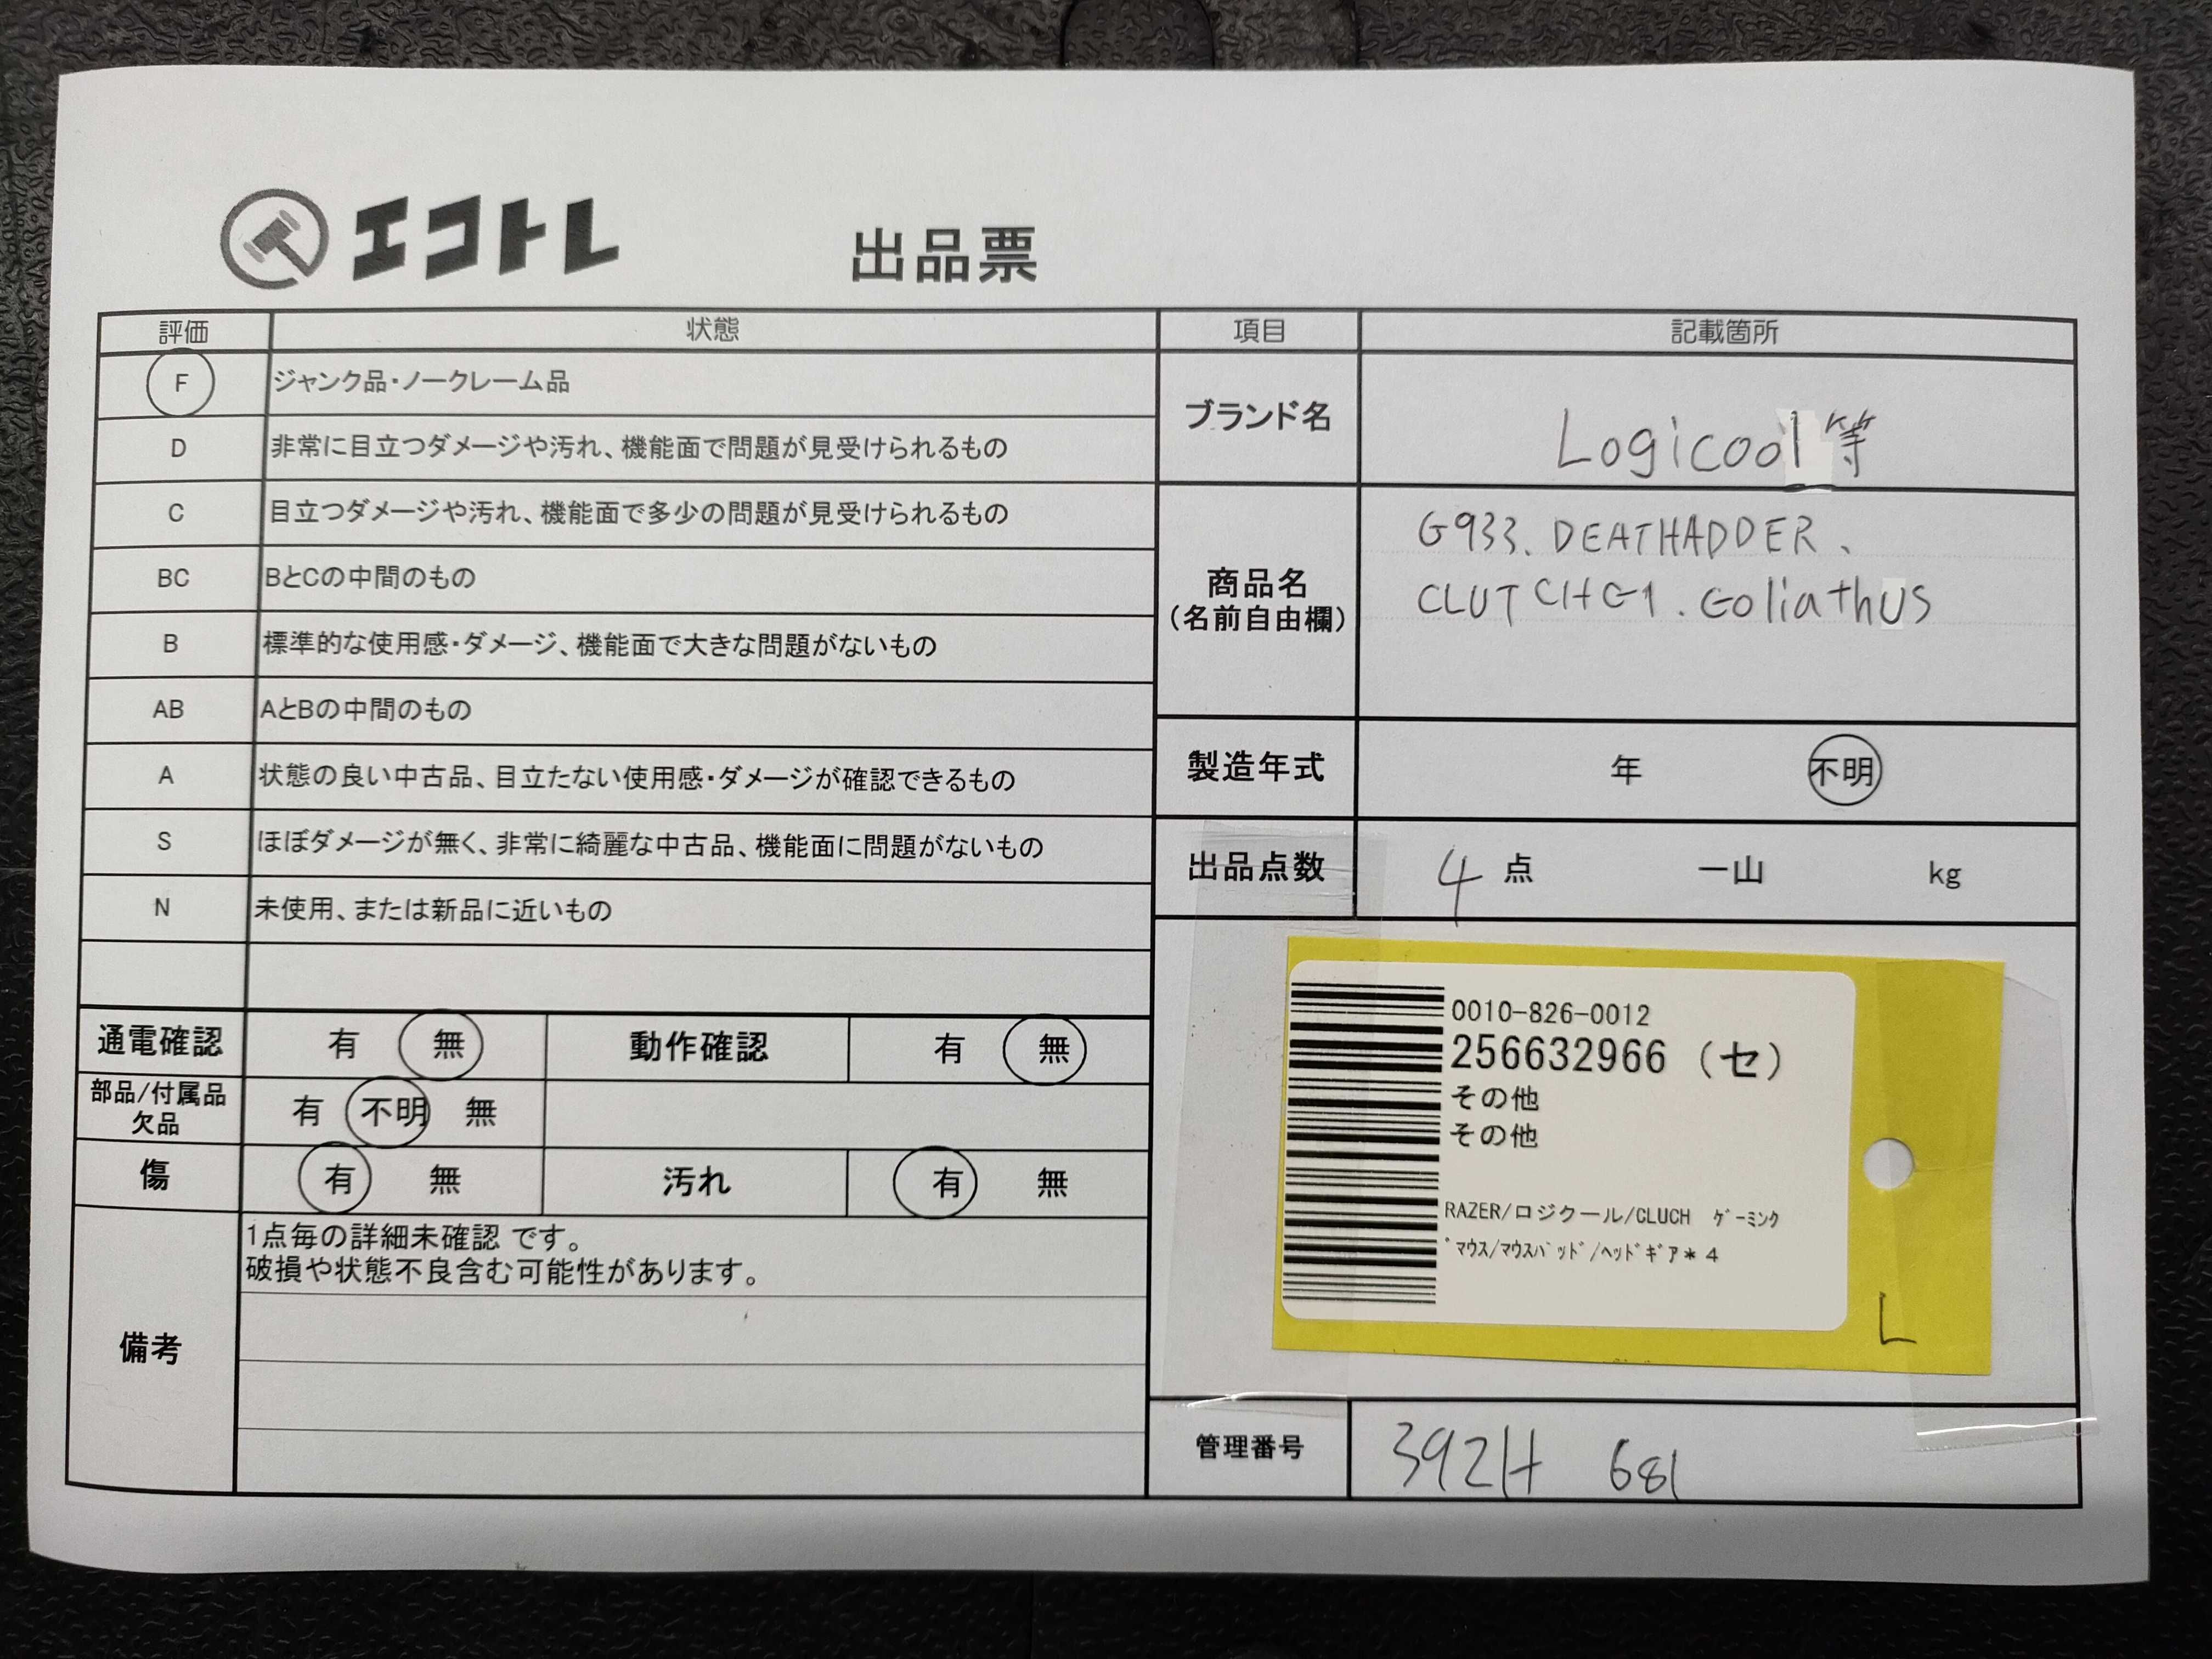 エコトレ
出品票
評価 状態
F ジャンク品・ノークレーム品
D 非常に目立つダメージや汚れ、機能面で問題が見受けられるもの
C 目立つダメージや汚れ、機能面で多少の問題が見受けられるもの
BC BとCの中間のもの
B 標準的な使用感・ダメージ、機能面で大きな問題がないもの
AB AとBの中間のもの
A 状態の良い中古品、目立たない使用感・ダメージが確認できるもの
S ほぼダメージが無く、非常に綺麗な中古品、機能面に問題がないもの
N 未使用、または新品に近いもの
通電確認 有 無 動作確認 有 無
部品/付属品
欠品
有 不明 無
傷 有 無 汚れ 有 無
備考
1点毎の詳細未確認 です。
破損や状態不良含む可能性があります。
項目 記載箇所
ブランド名 Logicool等
商品名
(名前自由欄)
G933、DEATHADDER、
CLUTCH G1、Goliathus
製造年式 年 不明
出品点数 4 点 一山 kg
0010-826-0012
256632966 (セ)
その他
その他
RAZER/ロジクール/CLUCH ｹﾞｰﾐﾝｸ
ﾞﾏｳｽ/ﾏｳｽﾊﾟｯﾄﾞ/ﾍｯﾄﾞｷﾞｱ＊4
L
管理番号 392H 681